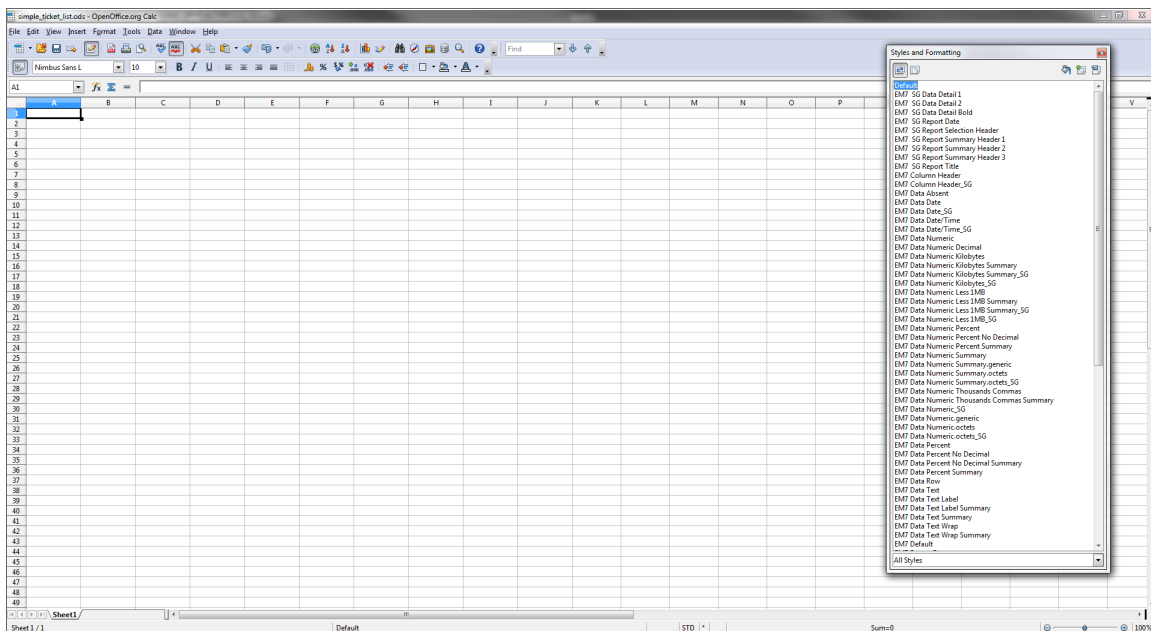 simple_ticket_list.ods - OpenOffice.org Calc
File Edit View Insert Format Tools Data Window Help
Find
Nimbus Sans L 10 B I U
A1 fx Σ =
A B C D E F G H I J K L M N O P V
1
2
3
4
5
6
7
8
9
10
11
12
13
14
15
16
17
18
19
20
21
22
23
24
25
26
27
28
29
30
31
32
33
34
35
36
37
38
39
40
41
42
43
44
45
46
47
48
49
Styles and Formatting
Default
EM7 SG Data Detail 1
EM7 SG Data Detail 2
EM7 SG Data Detail Bold
EM7 SG Report Date
EM7 SG Report Selection Header
EM7 SG Report Summary Header 1
EM7 SG Report Summary Header 2
EM7 SG Report Summary Header 3
EM7 SG Report Title
EM7 Column Header
EM7 Column Header_SG
EM7 Data Absent
EM7 Data Date
EM7 Data Date_SG
EM7 Data Date/Time
EM7 Data Date/Time_SG
EM7 Data Numeric
EM7 Data Numeric Decimal
EM7 Data Numeric Kilobytes
EM7 Data Numeric Kilobytes Summary
EM7 Data Numeric Kilobytes Summary_SG
EM7 Data Numeric Kilobytes_SG
EM7 Data Numeric Less 1MB
EM7 Data Numeric Less 1MB Summary
EM7 Data Numeric Less 1MB Summary_SG
EM7 Data Numeric Less 1MB_SG
EM7 Data Numeric Percent
EM7 Data Numeric Percent No Decimal
EM7 Data Numeric Percent Summary
EM7 Data Numeric Summary
EM7 Data Numeric Summary.generic
EM7 Data Numeric Summary.octets
EM7 Data Numeric Summary.octets_SG
EM7 Data Numeric Thousands Commas
EM7 Data Numeric Thousands Commas Summary
EM7 Data Numeric_SG
EM7 Data Numeric.generic
EM7 Data Numeric.octets
EM7 Data Numeric.octets_SG
EM7 Data Percent
EM7 Data Percent No Decimal
EM7 Data Percent No Decimal Summary
EM7 Data Percent Summary
EM7 Data Row
EM7 Data Text
EM7 Data Text Label
EM7 Data Text Label Summary
EM7 Data Text Summary
EM7 Data Text Wrap
EM7 Data Text Wrap Summary
EM7 Default
All Styles
Sheet1
Sheet 1 / 1 Default STD * Sum=0 100%